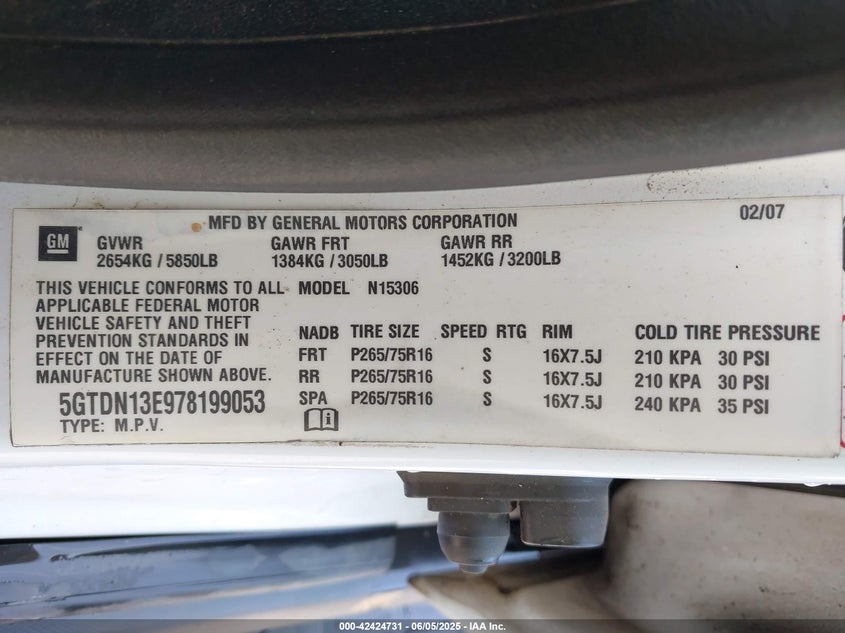 MFD BY GENERAL MOTORS CORPORATION 02/07
GM GVWR GAWR FRT GAWR RR
2654KG / 5850LB 1384KG / 3050LB 1452KG / 3200LB
THIS VEHICLE CONFORMS TO ALL MODEL N15306
APPLICABLE FEDERAL MOTOR
VEHICLE SAFETY AND THEFT
PREVENTION STANDARDS IN
EFFECT ON THE DATE OF
MANUFACTURE SHOWN ABOVE.
NADB TIRE SIZE SPEED RTG RIM COLD TIRE PRESSURE
FRT P265/75R16 S 16X7.5J 210 KPA 30 PSI
RR P265/75R16 S 16X7.5J 210 KPA 30 PSI
SPA P265/75R16 S 16X7.5J 240 KPA 35 PSI
5GTDN13E978199053
TYPE: M.P.V.
000-42424731 - 06/05/2025 - IAA Inc.